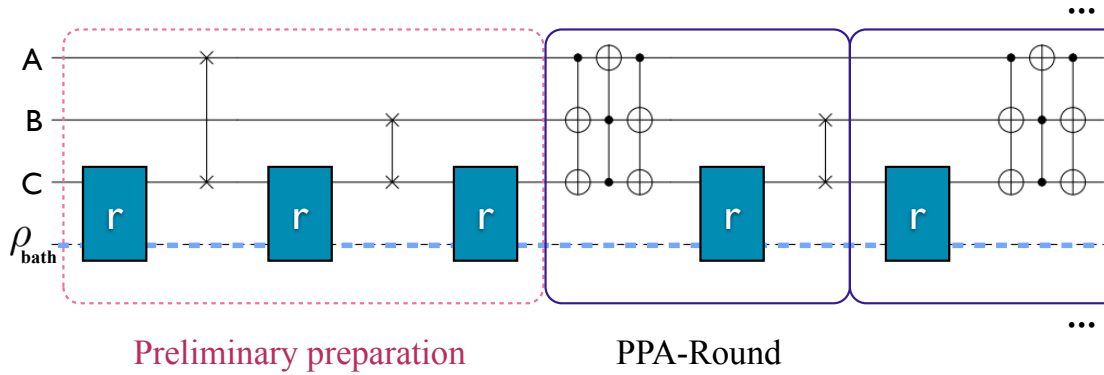 ...
A
B
C
r r r r r
ρbath
...
Preliminary preparation PPA-Round